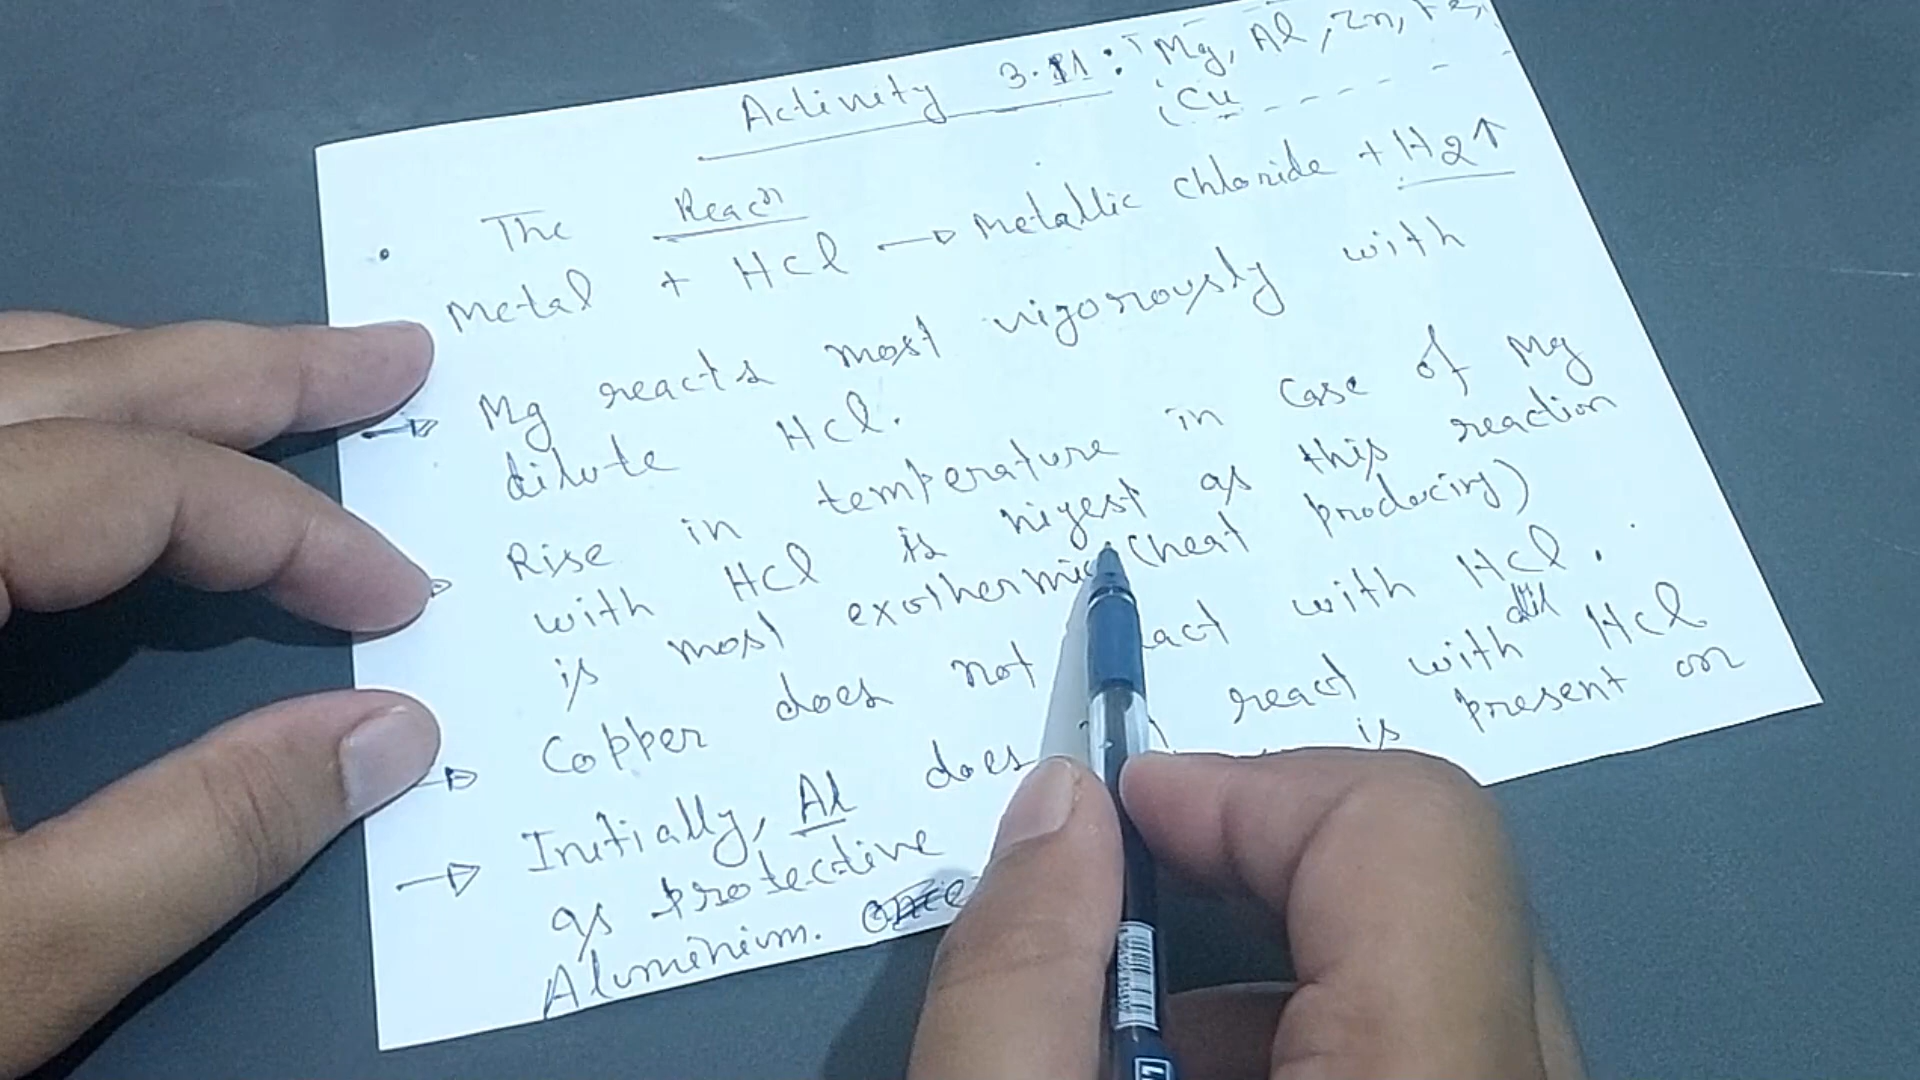 Activity 3.11: Mg, Al, Zn, Fe,
Cu
The Reacn
Metal + HCl → Metallic chloride + H2↑
→ Mg reacts most vigorously with
dilute HCl.
Rise in temperature in case of Mg
with HCl is higest as this reaction
is most exothermic (heat producing)
→ Copper does not act with HCl.
→ Initially, Al does react with dil HCl
as protective is present on
Aluminium.